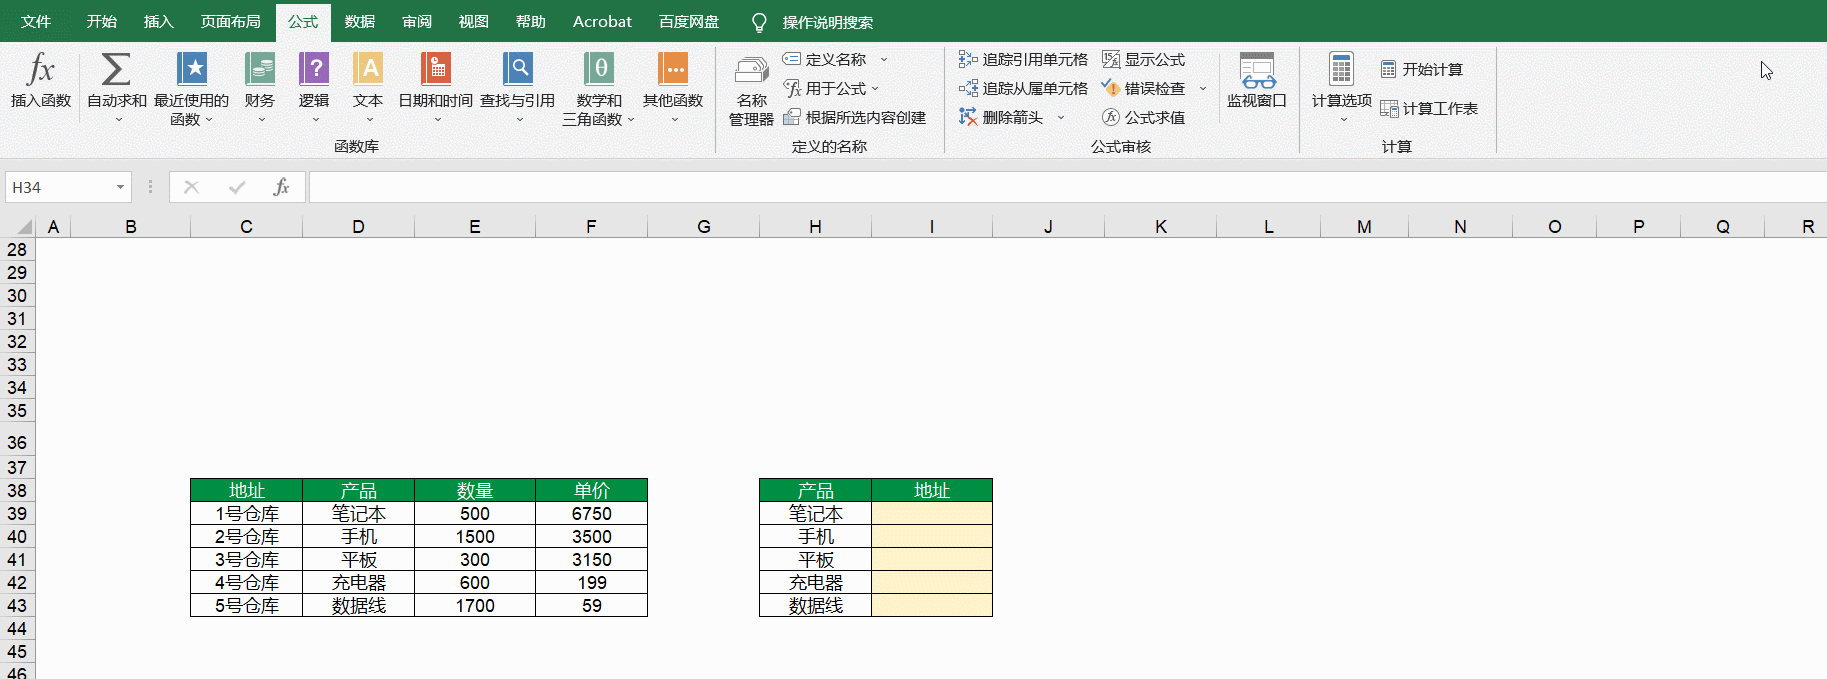 文件 开始 插入 页面布局 公式 数据 审阅 视图 帮助 Acrobat 百度网盘 操作说明搜索
fx Σ ★ ? A θ ...
插入函数 自动求和 最近使用的函数 财务 逻辑 文本 日期和时间 查找与引用 数学和三角函数 其他函数
函数库
名称管理器 定义名称 用于公式 根据所选内容创建
定义的名称
追踪引用单元格 显示公式
追踪从属单元格 错误检查
删除箭头 公式求值
监视窗口
公式审核
计算选项 开始计算 计算工作表
计算
H34 fx
A B C D E F G H I J K L M N O P Q R
28
29
30
31
32
33
34
35
36
37
38 地址 产品 数量 单价 产品 地址
39 1号仓库 笔记本 500 6750 笔记本
40 2号仓库 手机 1500 3500 手机
41 3号仓库 平板 300 3150 平板
42 4号仓库 充电器 600 199 充电器
43 5号仓库 数据线 1700 59 数据线
44
45
46